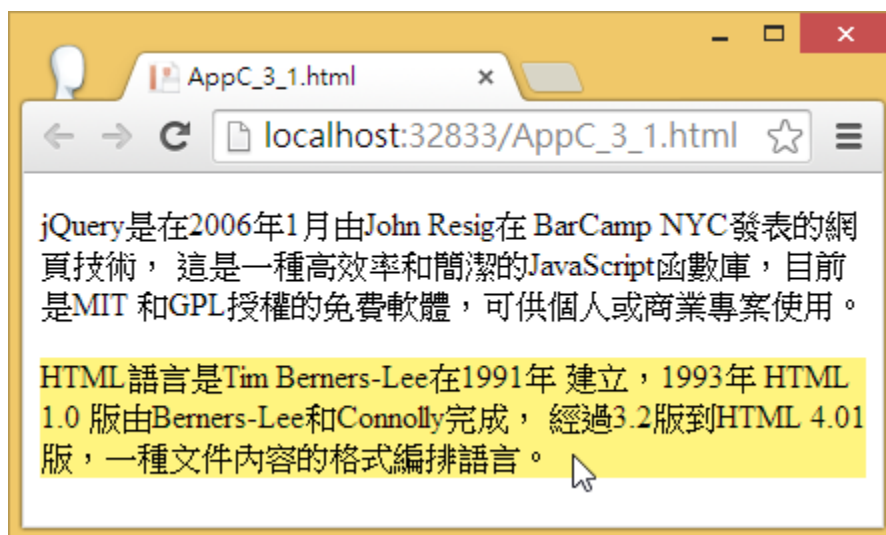 AppC_3_1.html
localhost:32833/AppC_3_1.html
jQuery是在2006年1月由John Resig在 BarCamp NYC發表的網
頁技術， 這是一種高效率和簡潔的JavaScript函數庫，目前
是MIT 和GPL授權的免費軟體，可供個人或商業專案使用。
HTML語言是Tim Berners-Lee在1991年 建立，1993年 HTML
1.0 版由Berners-Lee和Connolly完成， 經過3.2版到HTML 4.01
版，一種文件內容的格式編排語言。